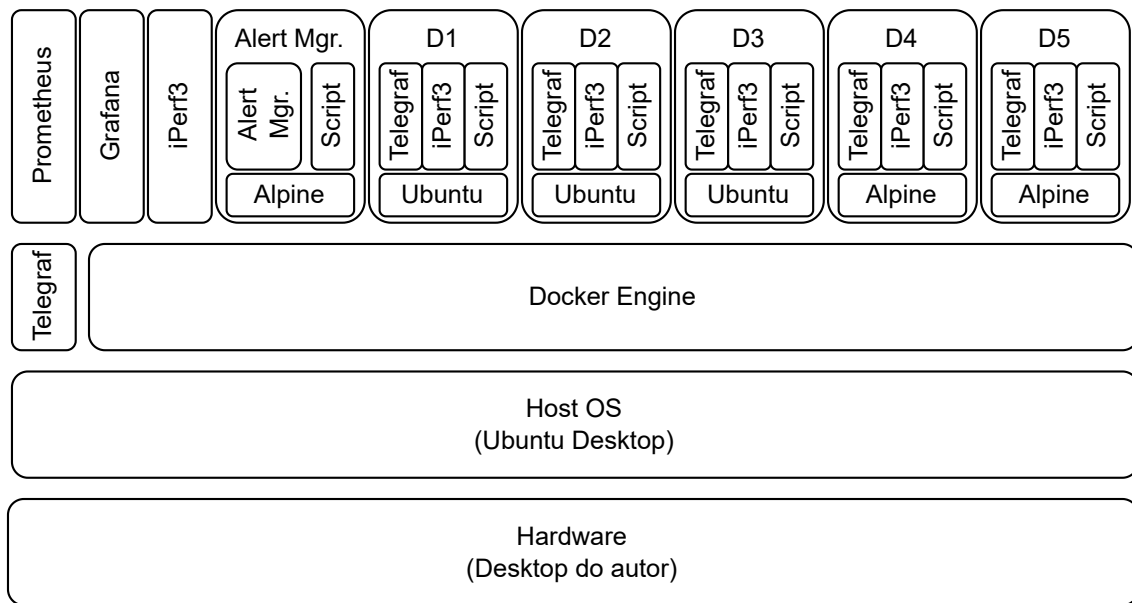 Prometheus
Grafana
iPerf3
Alert Mgr.
Alert
Mgr.
Script
Alpine
D1
Telegraf
iPerf3
Script
Ubuntu
D2
Telegraf
iPerf3
Script
Ubuntu
D3
Telegraf
iPerf3
Script
Ubuntu
D4
Telegraf
iPerf3
Script
Alpine
D5
Telegraf
iPerf3
Script
Alpine
Telegraf
Docker Engine
Host OS
(Ubuntu Desktop)
Hardware
(Desktop do autor)